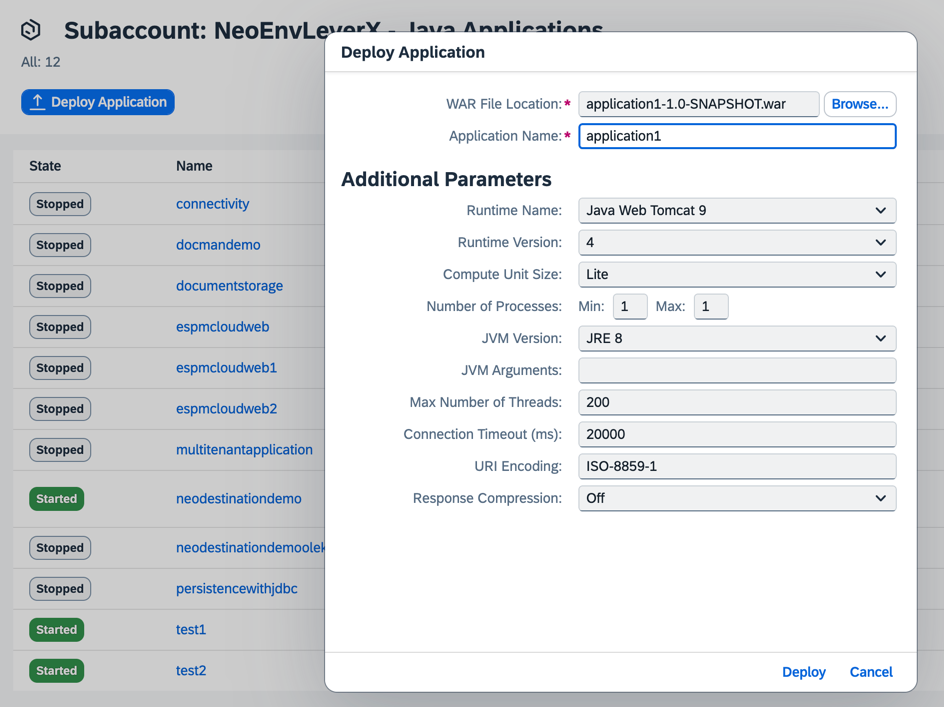 Subaccount: NeoEnvLeverX - Java Applications
All: 12
Deploy Application
State Name
Stopped connectivity
Stopped docmandemo
Stopped documentstorage
Stopped espmcloudweb
Stopped espmcloudweb1
Stopped espmcloudweb2
Stopped multitenantapplication
Started neodestinationdemo
Stopped neodestinationdemoolek
Stopped persistencewithjdbc
Started test1
Started test2
Deploy Application
WAR File Location:* application1-1.0-SNAPSHOT.war Browse...
Application Name:* application1
Additional Parameters
Runtime Name: Java Web Tomcat 9
Runtime Version: 4
Compute Unit Size: Lite
Number of Processes: Min: 1 Max: 1
JVM Version: JRE 8
JVM Arguments:
Max Number of Threads: 200
Connection Timeout (ms): 20000
URI Encoding: ISO-8859-1
Response Compression: Off
Deploy Cancel